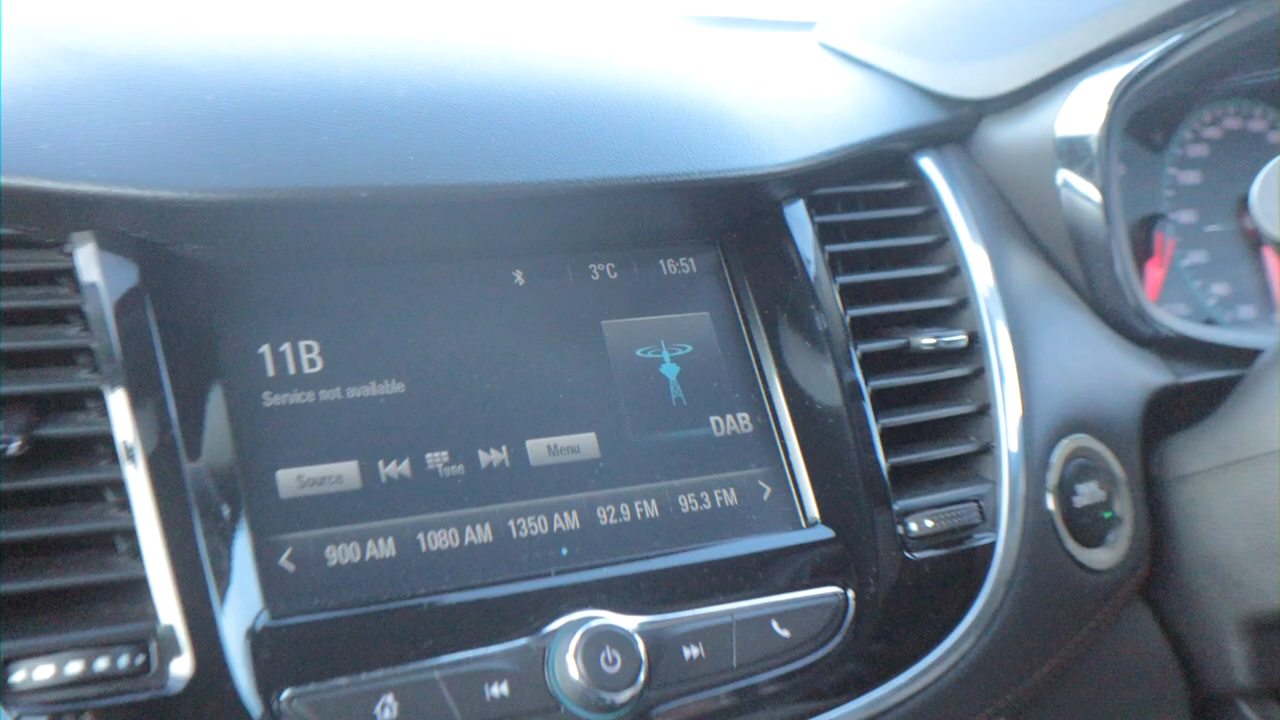 3°C 16:51
11B
Service not available
DAB
Source Tune Menu
900 AM 1080 AM 1350 AM 92.9 FM 95.3 FM